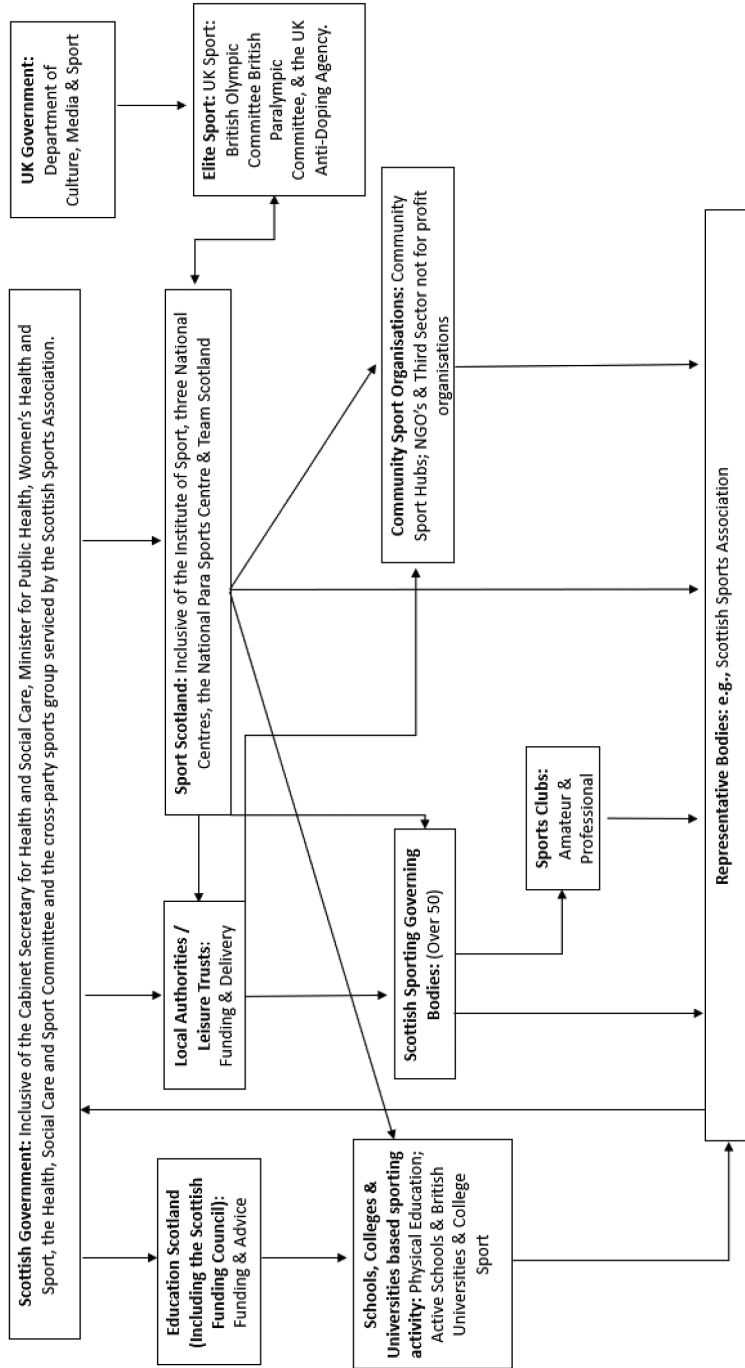 Scottish Government: Inclusive of the Cabinet Secretary for Health and Social Care, Minister for Public Health, Women's Health and
Sport, the Health, Social Care and Sport Committee and the cross-party sports group serviced by the Scottish Sports Association.
UK Government:
Department of
Culture, Media & Sport
Education Scotland
(Including the Scottish
Funding Council):
Funding & Advice
Local Authorities /
Leisure Trusts:
Funding & Delivery
Sport Scotland: Inclusive of the Institute of Sport, three National
Centres, the National Para Sports Centre & Team Scotland
Elite Sport: UK Sport:
British Olympic
Committee British
Paralympic
Committee, & the UK
Anti-Doping Agency.
Schools, Colleges &
Universities based sporting
activity: Physical Education;
Active Schools & British
Universities & College
Sport
Scottish Sporting Governing
Bodies: (Over 50)
Community Sport Organisations: Community
Sport Hubs; NGO's & Third Sector not for profit
organisations
Sports Clubs:
Amateur &
Professional
Representative Bodies: e.g., Scottish Sports Association